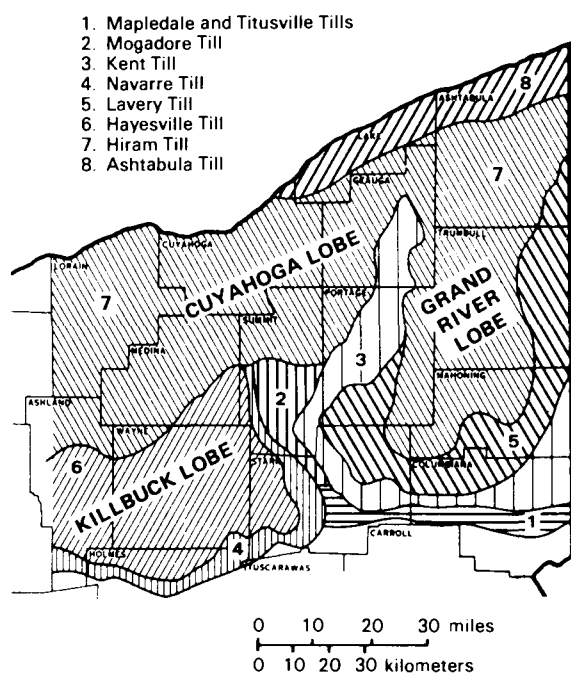 1. Mapledale and Titusville Tills
2. Mogadore Till
3. Kent Till
4. Navarre Till
5. Lavery Till
6. Hayesville Till
7. Hiram Till
8. Ashtabula Till
8
ASHTABULA
LAKE
GEAUGA
7
TRUMBULL
CUYAHOGA
LORAIN
CUYAHOGA LOBE
PORTAGE
GRAND
RIVER
LOBE
7
SUMMIT
MEDINA
3
MAHONING
2
ASHLAND
WAYNE
5
6
STARK
COLUMBIANA
KILLBUCK LOBE
1
CARROLL
4
HOLMES
TUSCARAWAS
0 10 20 30 miles
0 10 20 30 kilometers